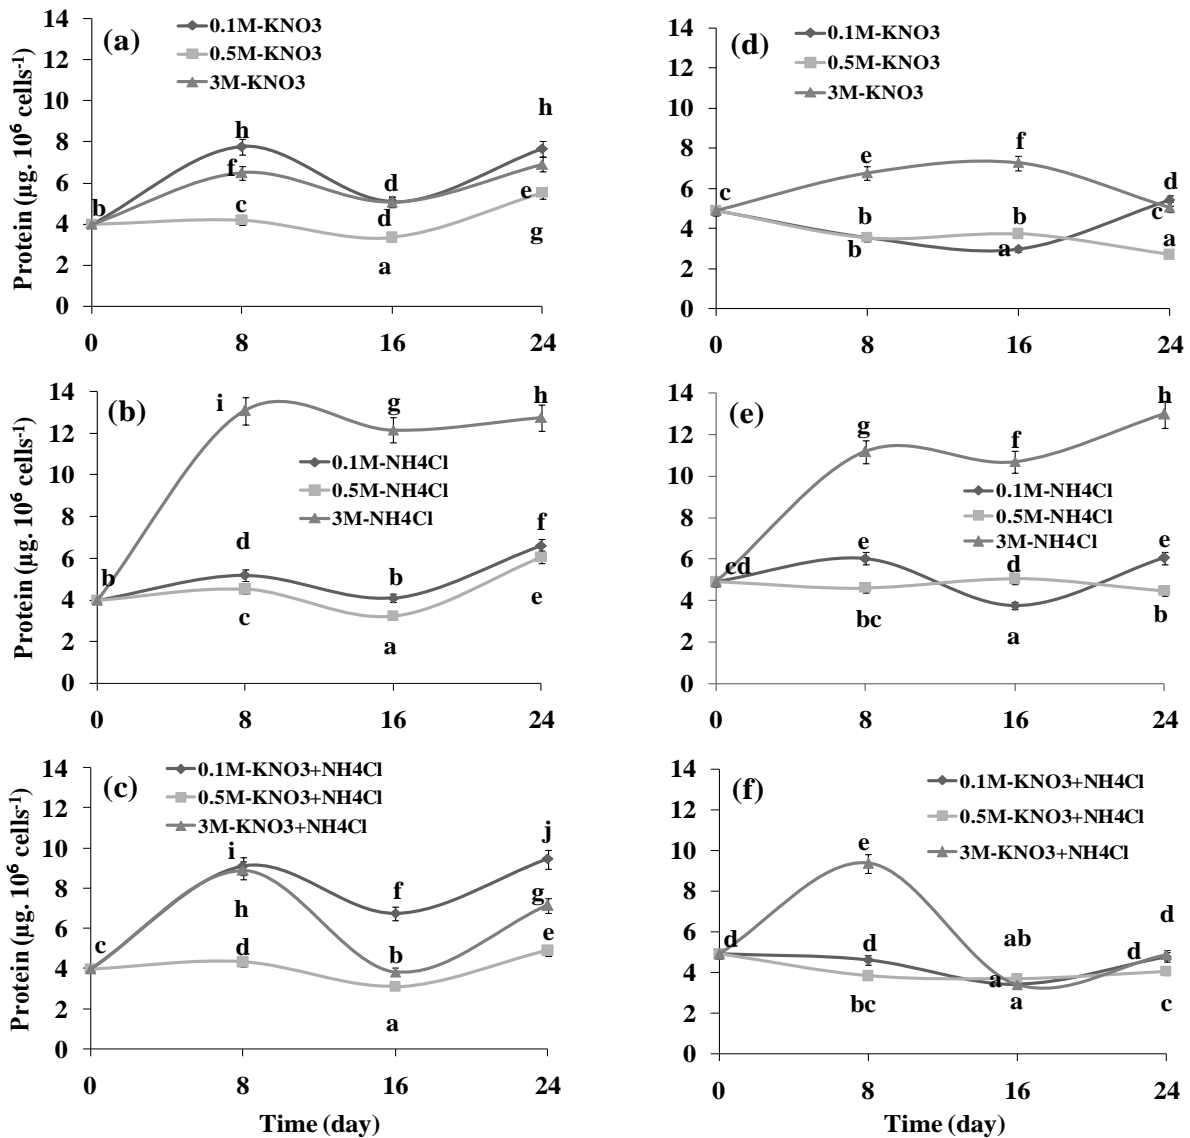 (a)
0.1M-KNO3
0.5M-KNO3
3M-KNO3
Protein (µg. 10⁶ cells⁻¹)
14
12
10
8
6
4
2
0
b
h
f
c
d
d
a
h
e
g
0 8 16 24
(d)
0.1M-KNO3
0.5M-KNO3
3M-KNO3
14
12
10
8
6
4
2
0
c
e
b
b
f
b
a
d
c
a
0 8 16 24
(b)
0.1M-NH4Cl
0.5M-NH4Cl
3M-NH4Cl
Protein (µg. 10⁶ cells⁻¹)
14
12
10
8
6
4
2
0
b
i
d
c
g
b
a
h
f
e
0 8 16 24
(e)
0.1M-NH4Cl
0.5M-NH4Cl
3M-NH4Cl
14
12
10
8
6
4
2
0
cd
g
e
bc
f
d
a
h
e
b
0 8 16 24
(c)
0.1M-KNO3+NH4Cl
0.5M-KNO3+NH4Cl
3M-KNO3+NH4Cl
Protein (µg. 10⁶ cells⁻¹)
14
12
10
8
6
4
2
0
c
i
h
d
f
b
a
j
g
e
0 8 16 24
Time (day)
(f)
0.1M-KNO3+NH4Cl
0.5M-KNO3+NH4Cl
3M-KNO3+NH4Cl
14
12
10
8
6
4
2
0
d
e
d
bc
ab
a
a
d
d
c
0 8 16 24
Time (day)